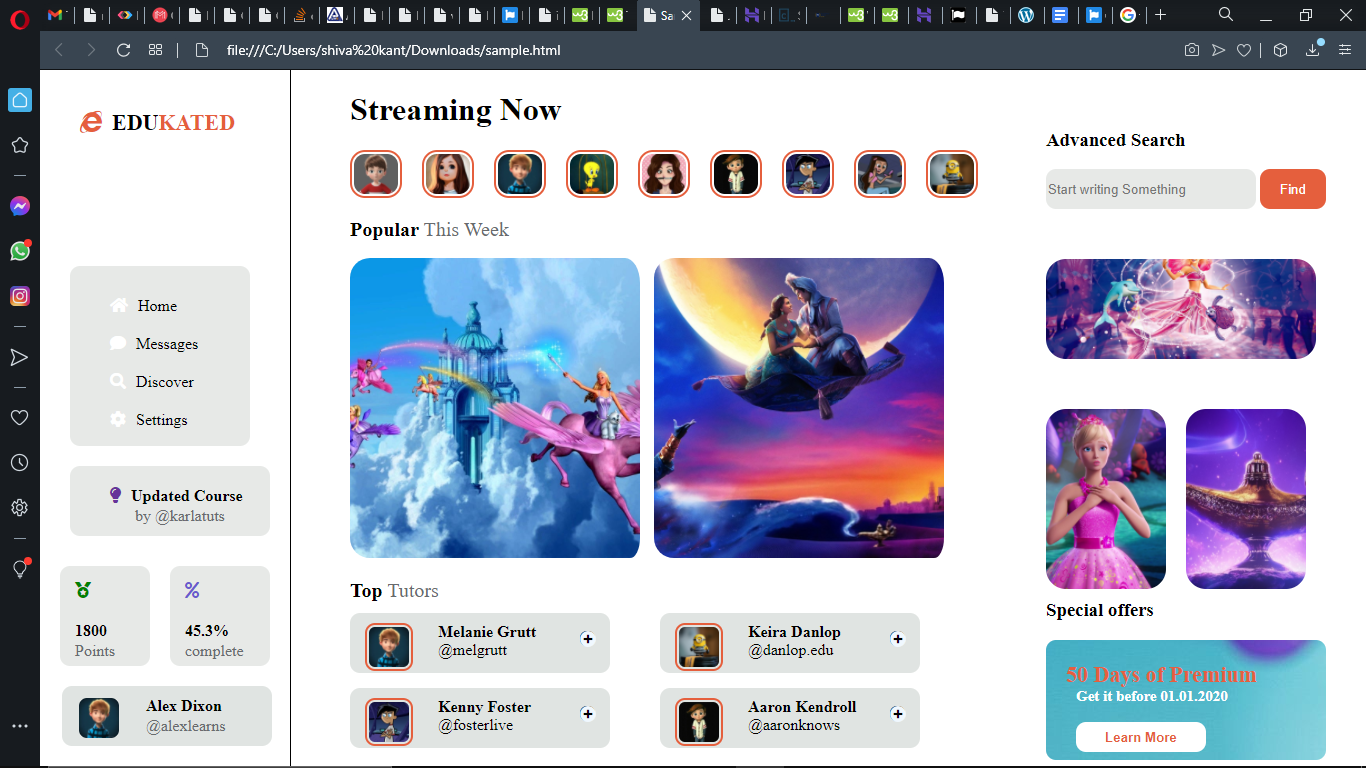 Sa
file:///C:/Users/shiva%20kant/Downloads/sample.html
EDUKATED
Home
Messages
Discover
Settings
Updated Course
by @karlatuts
1800
Points
45.3%
complete
Alex Dixon
@alexlearns
Streaming Now
Popular This Week
Top Tutors
Melanie Grutt
@melgrutt
Keira Danlop
@danlop.edu
Kenny Foster
@fosterlive
Aaron Kendroll
@aaronknows
Advanced Search
Start writing Something
Find
Special offers
50 Days of Premium
Get it before 01.01.2020
Learn More